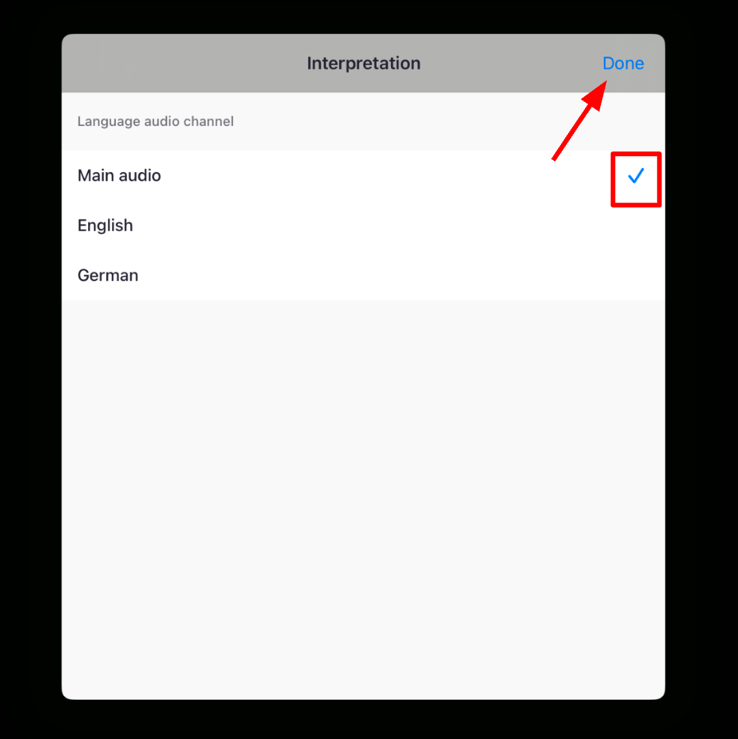 Interpretation Done
Language audio channel
Main audio
English
German